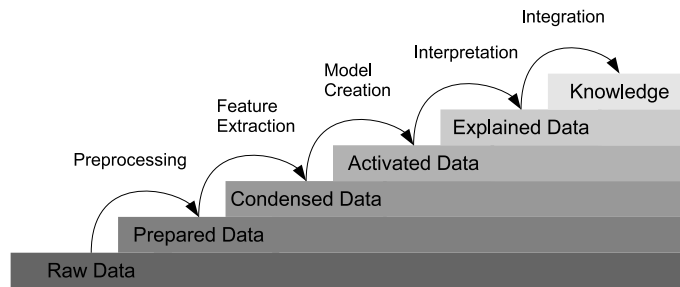 Integration
Interpretation
Knowledge
Model
Creation
Explained Data
Feature
Extraction
Activated Data
Preprocessing
Condensed Data
Prepared Data
Raw Data